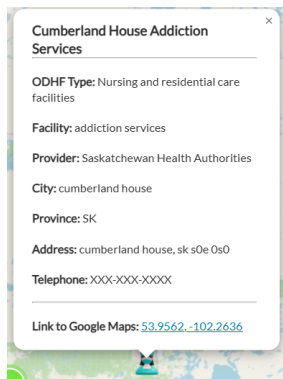 ×
Cumberland House Addiction
Services
ODHF Type: Nursing and residential care
facilities
Facility: addiction services
Provider: Saskatchewan Health Authorities
City: cumberland house
Province: SK
Address: cumberland house, sk s0e 0s0
Telephone: XXX-XXX-XXXX
Link to Google Maps: 53.9562, -102.2636